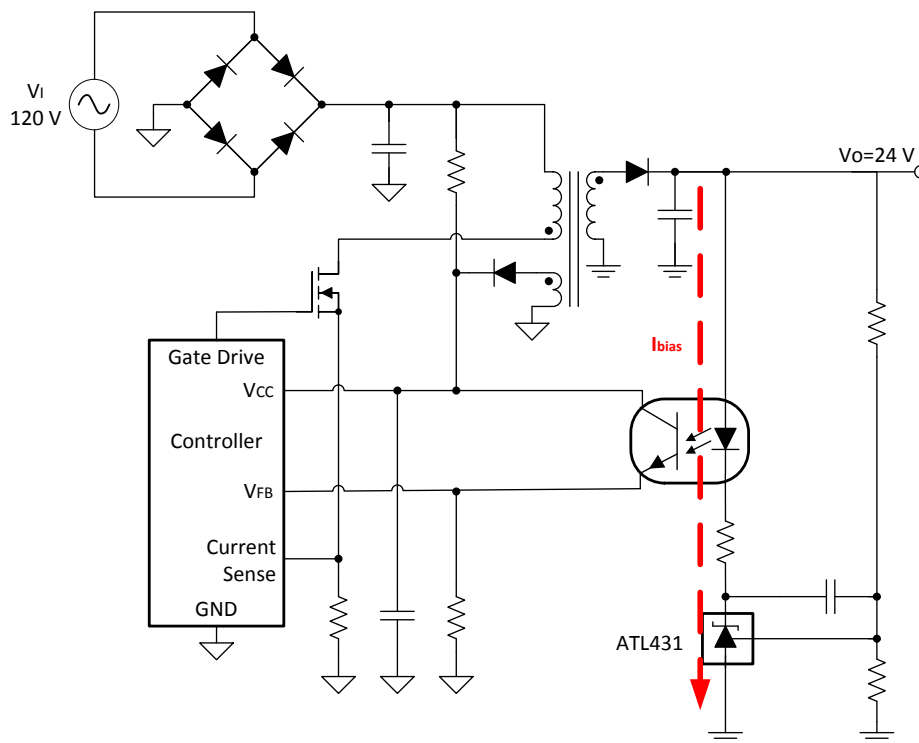 VI
120 V
Vo=24 V
Ibias
Gate Drive
VCC
Controller
VFB
Current
Sense
GND
ATL431